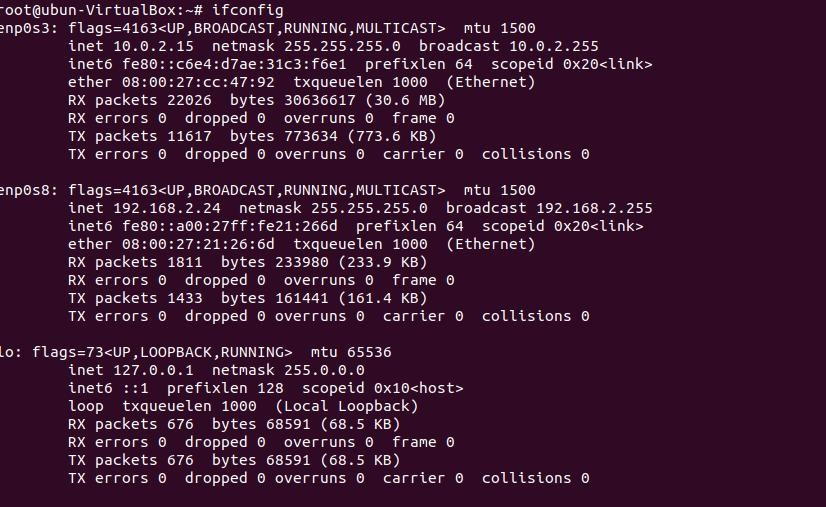 root@ubun-VirtualBox:~# ifconfig
enp0s3: flags=4163<UP,BROADCAST,RUNNING,MULTICAST>  mtu 1500
        inet 10.0.2.15  netmask 255.255.255.0  broadcast 10.0.2.255
        inet6 fe80::c6e4:d7ae:31c3:f6e1  prefixlen 64  scopeid 0x20<link>
        ether 08:00:27:cc:47:92  txqueuelen 1000  (Ethernet)
        RX packets 22026  bytes 30636617 (30.6 MB)
        RX errors 0  dropped 0  overruns 0  frame 0
        TX packets 11617  bytes 773634 (773.6 KB)
        TX errors 0  dropped 0 overruns 0  carrier 0  collisions 0
enp0s8: flags=4163<UP,BROADCAST,RUNNING,MULTICAST>  mtu 1500
        inet 192.168.2.24  netmask 255.255.255.0  broadcast 192.168.2.255
        inet6 fe80::a00:27ff:fe21:266d  prefixlen 64  scopeid 0x20<link>
        ether 08:00:27:21:26:6d  txqueuelen 1000  (Ethernet)
        RX packets 1811  bytes 233980 (233.9 KB)
        RX errors 0  dropped 0  overruns 0  frame 0
        TX packets 1433  bytes 161441 (161.4 KB)
        TX errors 0  dropped 0 overruns 0  carrier 0  collisions 0
lo: flags=73<UP,LOOPBACK,RUNNING>  mtu 65536
        inet 127.0.0.1  netmask 255.0.0.0
        inet6 ::1  prefixlen 128  scopeid 0x10<host>
        loop  txqueuelen 1000  (Local Loopback)
        RX packets 676  bytes 68591 (68.5 KB)
        RX errors 0  dropped 0  overruns 0  frame 0
        TX packets 676  bytes 68591 (68.5 KB)
        TX errors 0  dropped 0 overruns 0  carrier 0  collisions 0